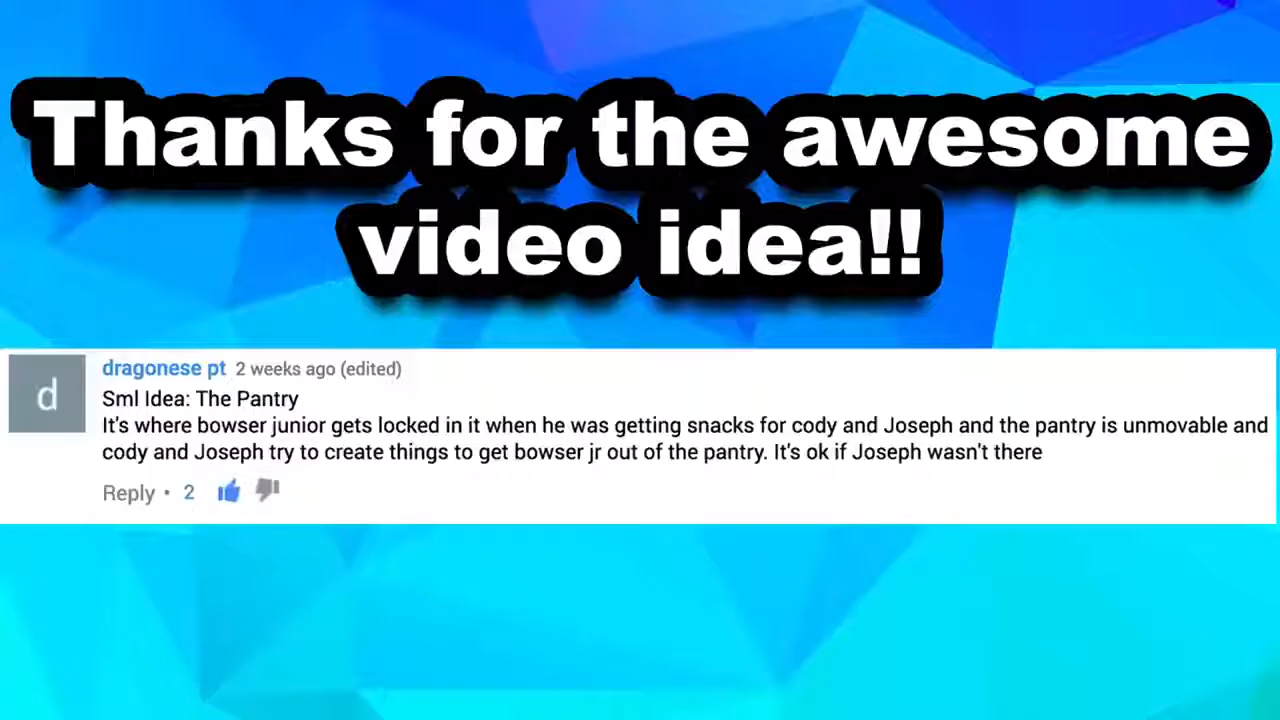 Thanks for the awesome
video idea!!
d
dragonese pt 2 weeks ago (edited)
Sml Idea: The Pantry
It's where bowser junior gets locked in it when he was getting snacks for cody and Joseph and the pantry is unmovable and
cody and Joseph try to create things to get bowser jr out of the pantry. It's ok if Joseph wasn't there
Reply • 2